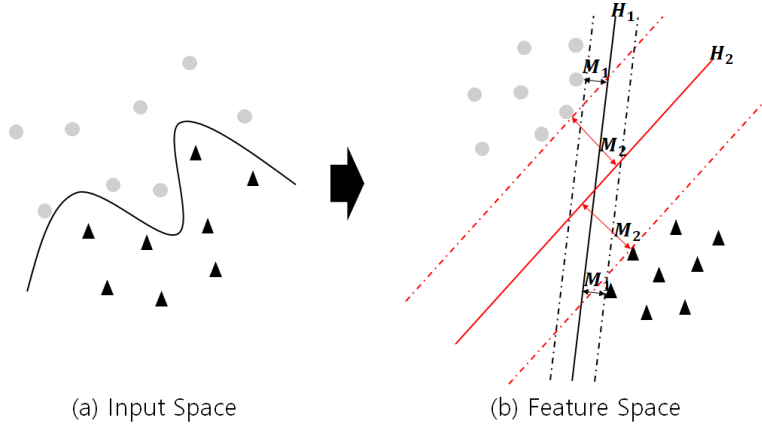 H₁
H₂
M₁
M₂
M₂
M₁
(a) Input Space
(b) Feature Space